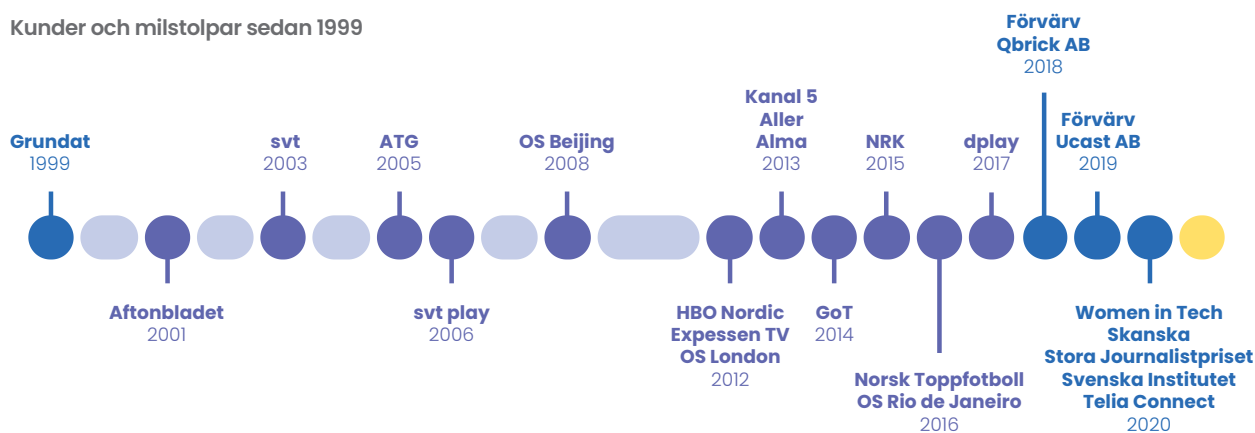 Kunder och milstolpar sedan 1999
Grundat
1999
Aftonbladet
2001
svt
2003
ATG
2005
svt play
2006
OS Beijing
2008
HBO Nordic
Expessen TV
OS London
2012
Kanal 5
Aller
Alma
2013
GoT
2014
NRK
2015
Norsk Toppfotboll
OS Rio de Janeiro
2016
dplay
2017
Förvärv
Qbrick AB
2018
Förvärv
Ucast AB
2019
Women in Tech
Skanska
Stora Journalistpriset
Svenska Institutet
Telia Connect
2020